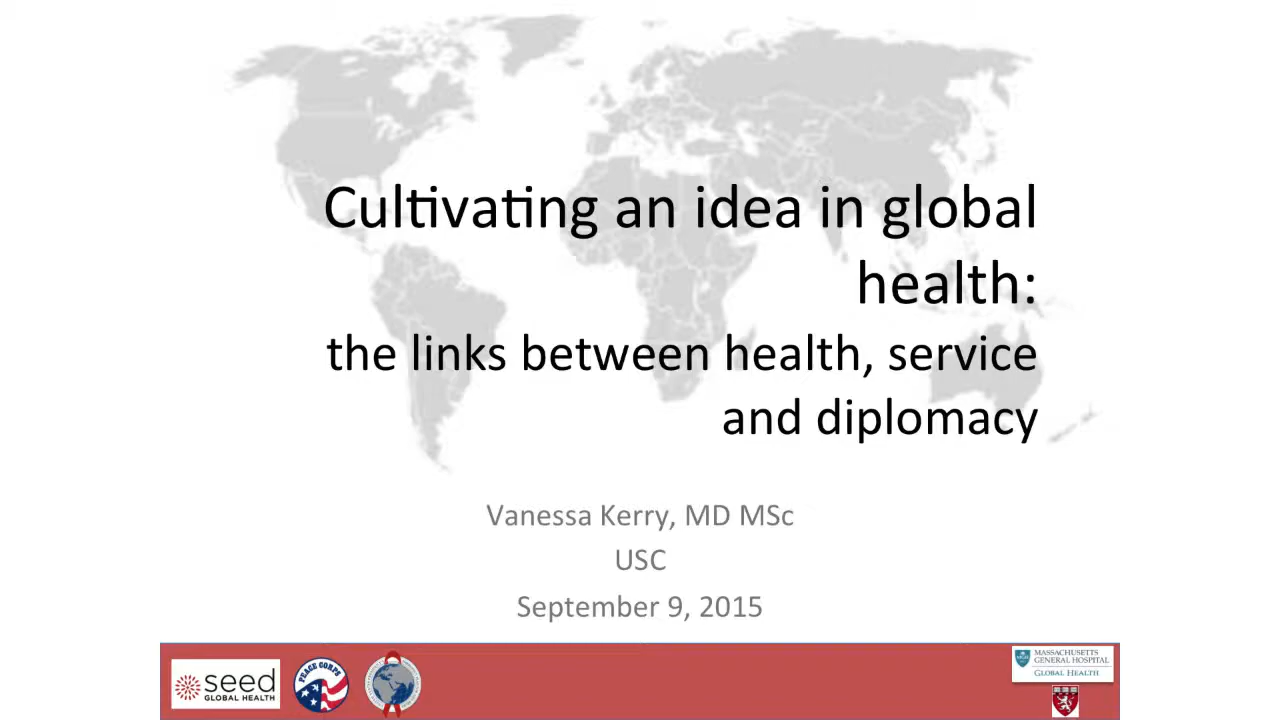 Cultivating an idea in global
health:
the links between health, service
and diplomacy
Vanessa Kerry, MD MSc
USC
September 9, 2015
seed
GLOBAL HEALTH
PEACE CORPS
MASSACHUSETTS
GENERAL HOSPITAL
GLOBAL HEALTH